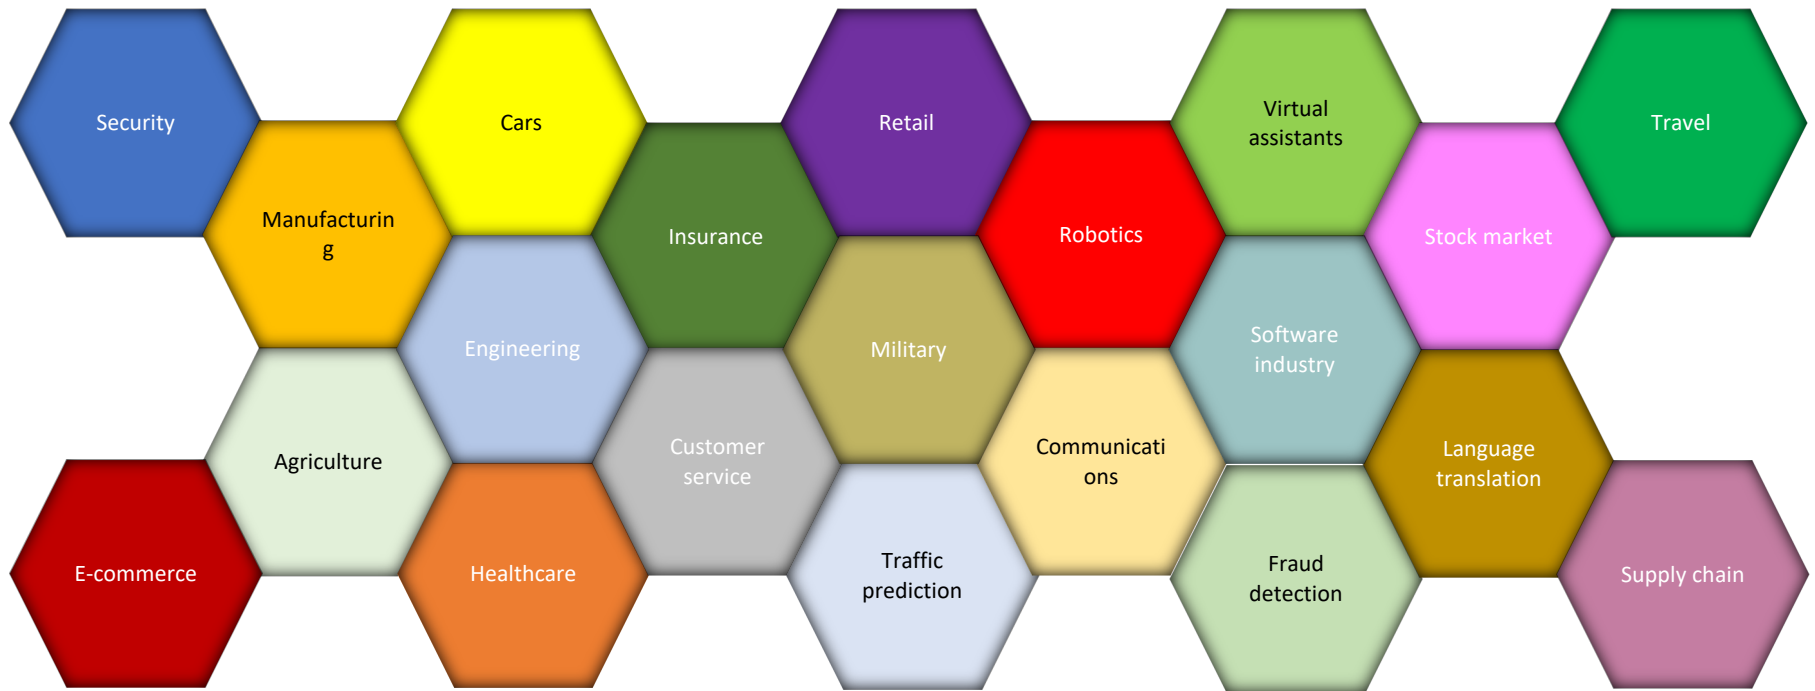 Security
Cars
Retail
Virtual
assistants
Travel
Manufacturin
g
Insurance
Robotics
Stock market
Engineering
Military
Software
industry
Agriculture
Customer
service
Communicati
ons
Language
translation
E-commerce
Healthcare
Traffic
prediction
Fraud
detection
Supply chain